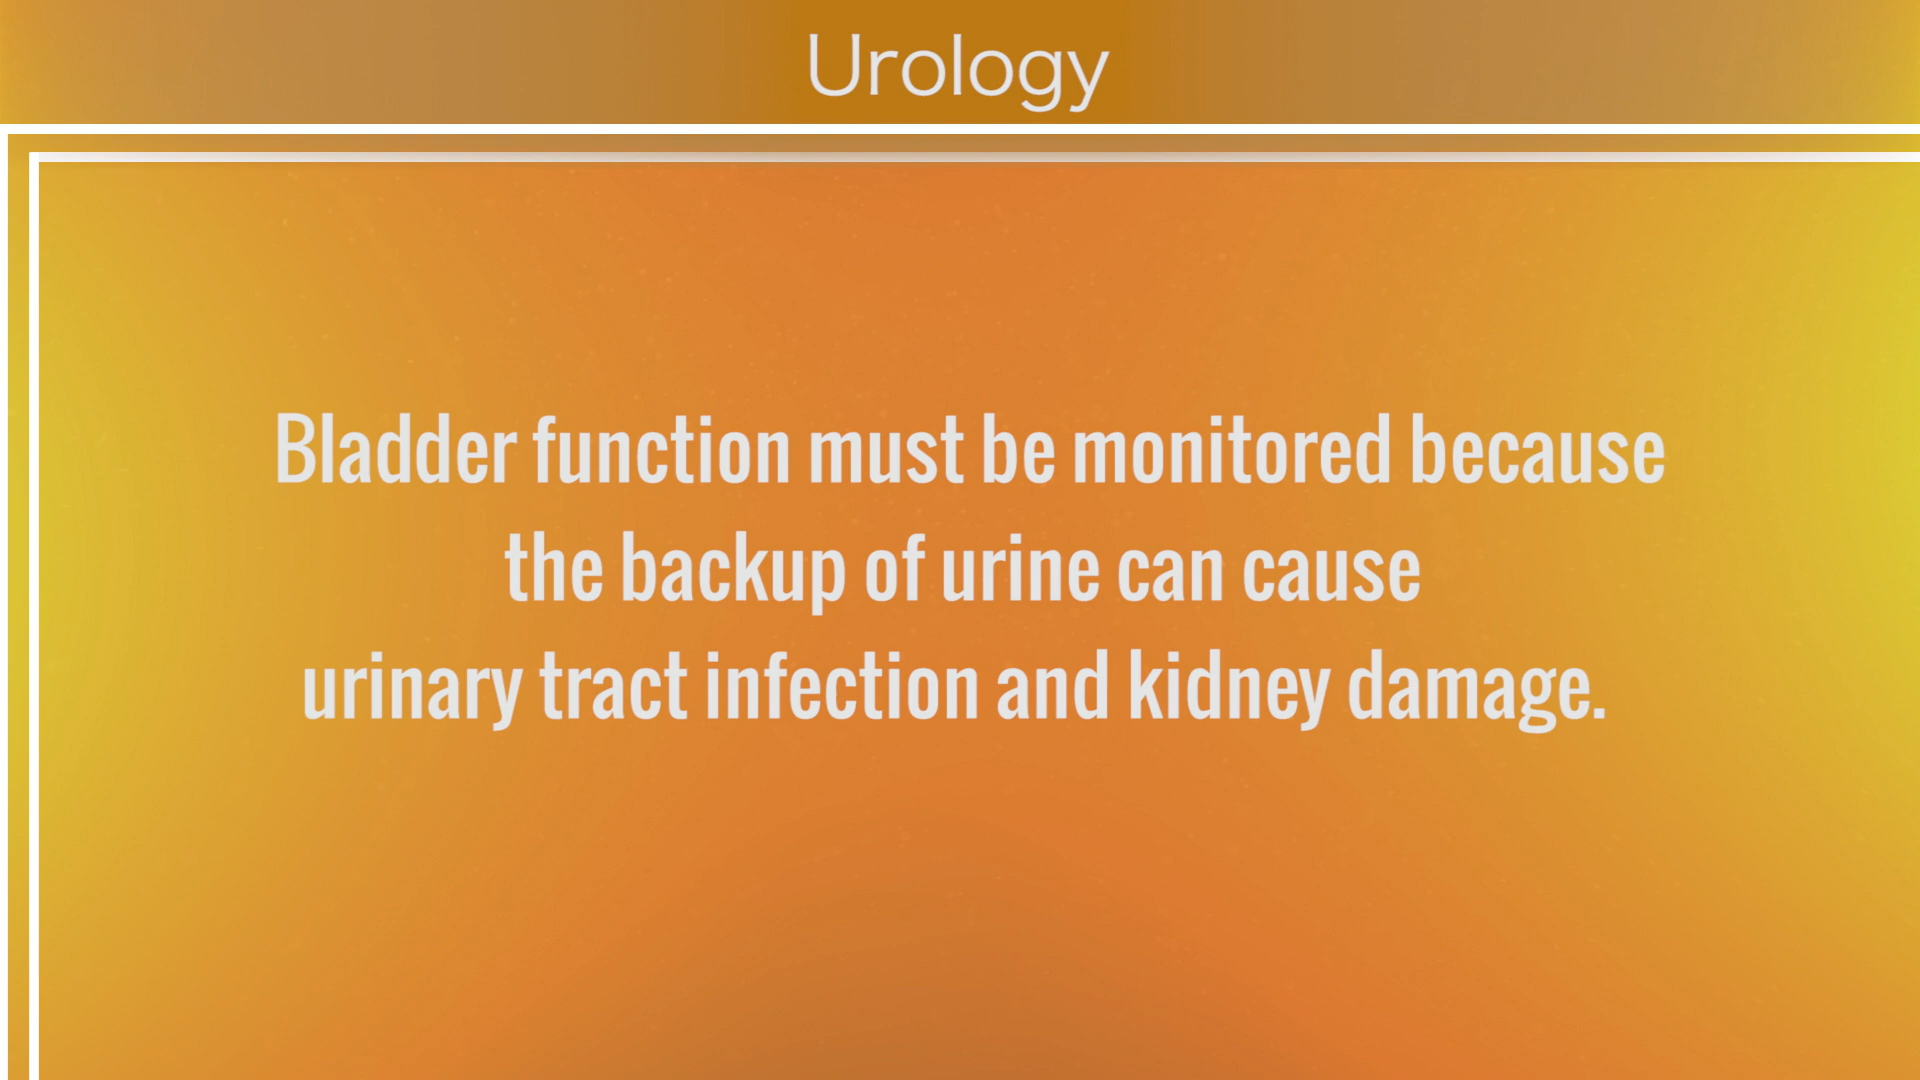 Urology
Bladder function must be monitored because
the backup of urine can cause
urinary tract infection and kidney damage.